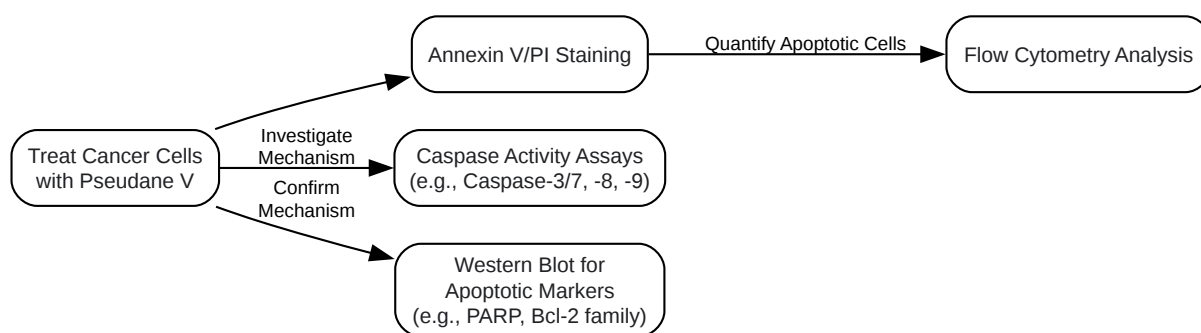 Annexin V/PI Staining
Quantify Apoptotic Cells
Flow Cytometry Analysis
Treat Cancer Cells
with Pseudane V
Investigate
Mechanism
Caspase Activity Assays
(e.g., Caspase-3/7, -8, -9)
Confirm
Mechanism
Western Blot for
Apoptotic Markers
(e.g., PARP, Bcl-2 family)